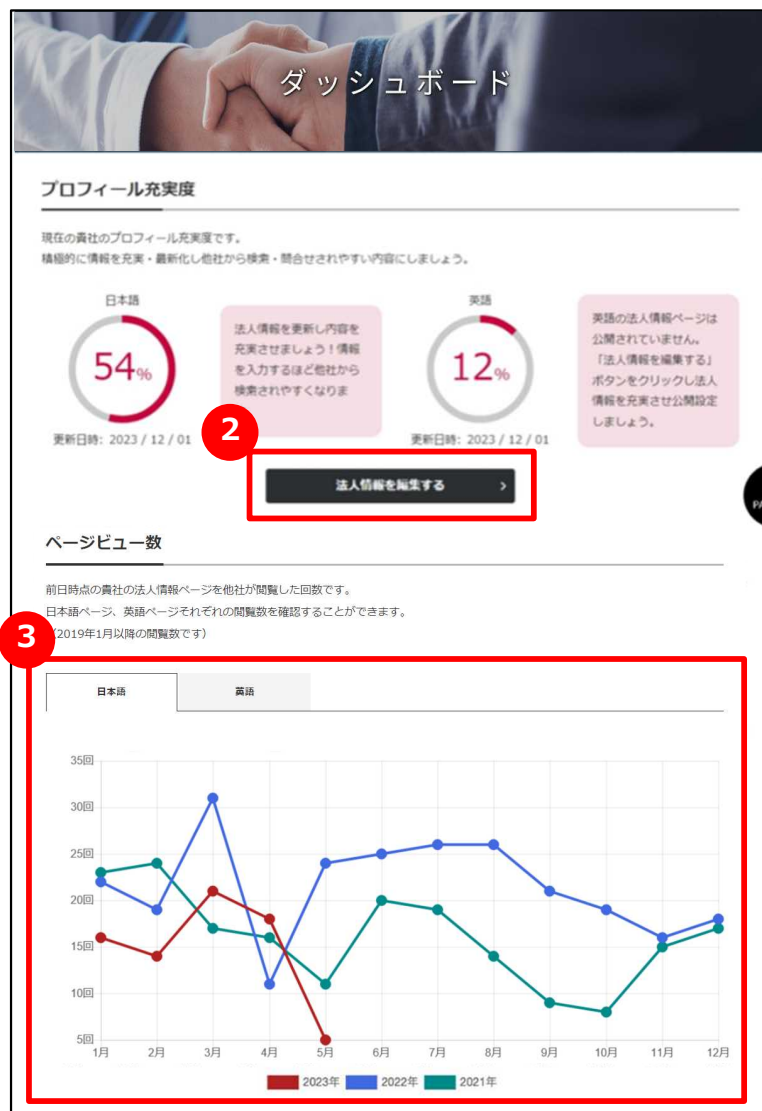 ダッシュボード
プロフィール充実度
現在の貴社のプロフィール充実度です。
積極的に情報を充実・最新化し他社から検索・問合せされやすい内容にしましょう。
日本語
54%
更新日時: 2023 / 12 / 01
法人情報を更新し内容を
充実させましょう！情報
を入力するほど他社から
検索されやすくなりま
英語
12%
更新日時: 2023 / 12 / 01
英語の法人情報ページは
公開されていません。
「法人情報を編集する」
ボタンをクリックし法人
情報を充実させ公開設定
しましょう。
2
法人情報を編集する >
PA
ページビュー数
前日時点の貴社の法人情報ページを他社が閲覧した回数です。
日本語ページ、英語ページそれぞれの閲覧数を確認することができます。
2019年1月以降の閲覧数です）
3
日本語 英語
35回
30回
25回
20回
15回
10回
5回
1月 2月 3月 4月 5月 6月 7月 8月 9月 10月 11月 12月
2023年 2022年 2021年